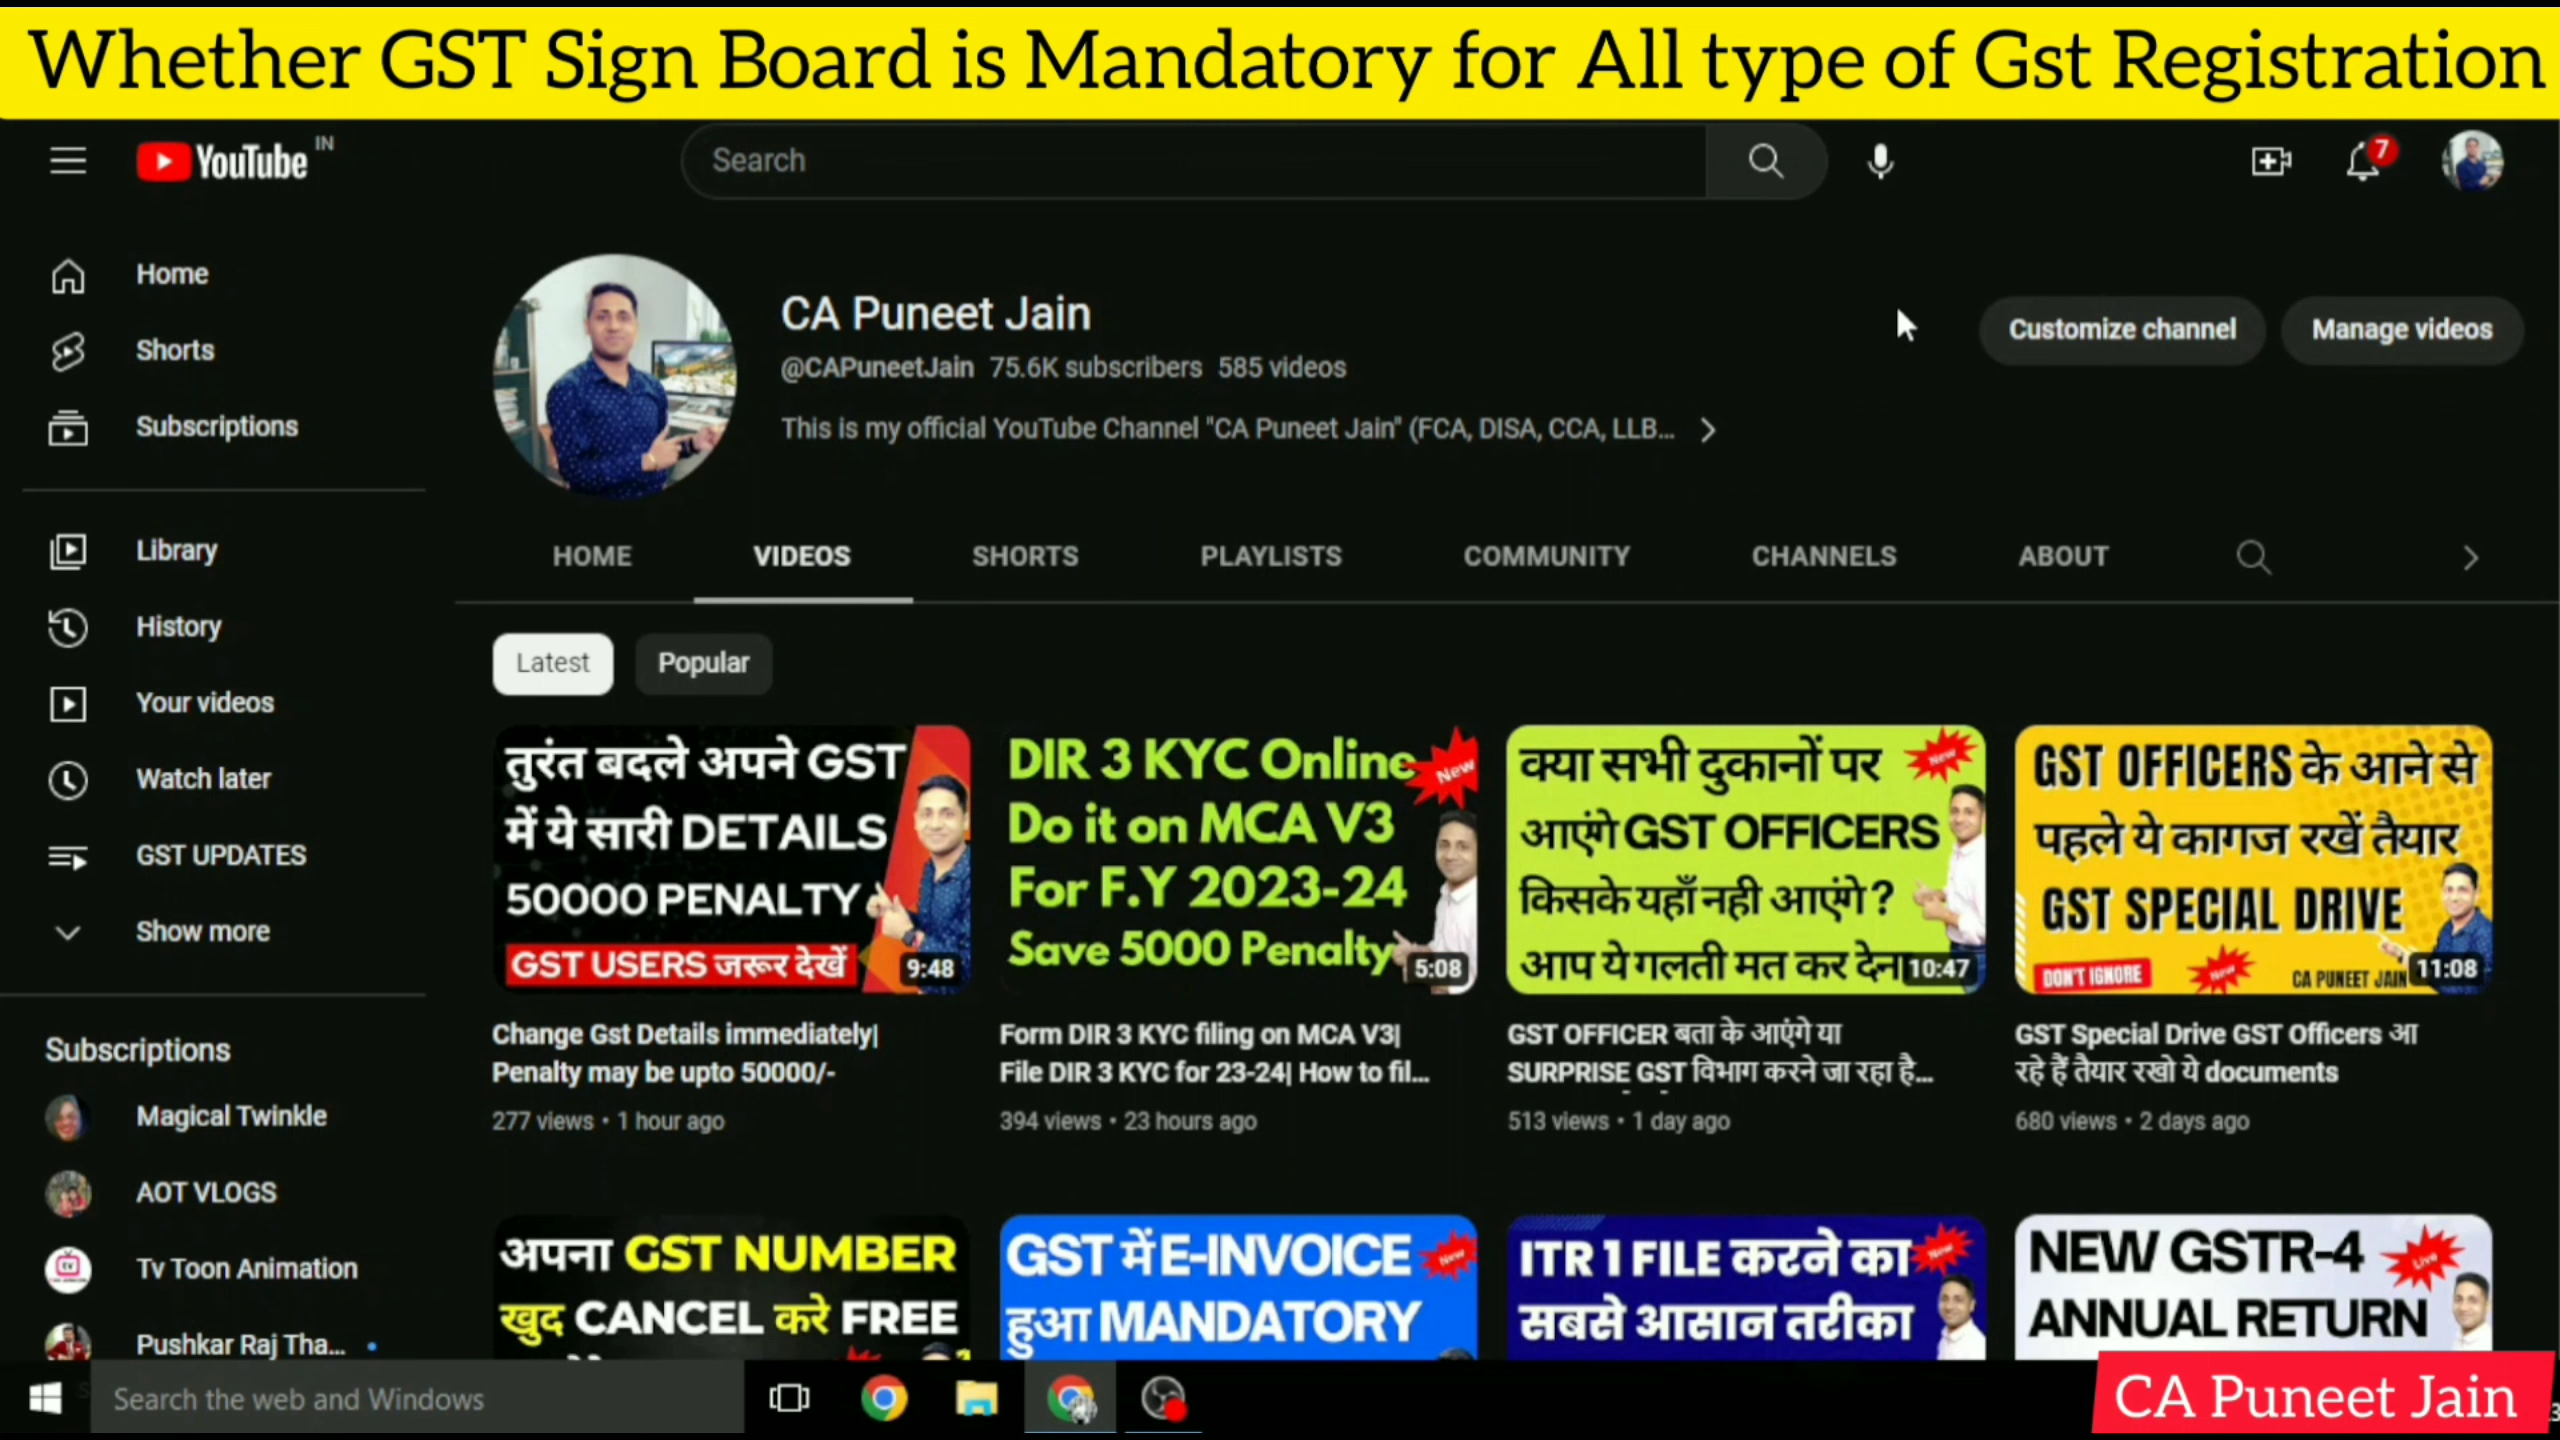 Whether GST Sign Board is Mandatory for All type of Gst Registration
YouTube IN
Search
7
Home
Shorts
Subscriptions
Library
History
Your videos
Watch later
GST UPDATES
Show more
Subscriptions
Magical Twinkle
AOT VLOGS
Tv Toon Animation
Pushkar Raj Tha...
CA Puneet Jain
@CAPuneetJain 75.6K subscribers 585 videos
This is my official YouTube Channel "CA Puneet Jain" (FCA, DISA, CCA, LLB...
Customize channel
Manage videos
HOME VIDEOS SHORTS PLAYLISTS COMMUNITY CHANNELS ABOUT
Latest Popular
तुरंत बदले अपने GST
में ये सारी DETAILS
50000 PENALTY
GST USERS जरूर देखें
9:48
Change Gst Details immediately|
Penalty may be upto 50000/-
277 views • 1 hour ago
DIR 3 KYC Online
New
Do it on MCA V3
For F.Y 2023-24
Save 5000 Penalty
5:08
Form DIR 3 KYC filing on MCA V3|
File DIR 3 KYC for 23-24| How to fil...
394 views • 23 hours ago
क्या सभी दुकानों पर
New
आएंगे GST OFFICERS
किसके यहाँ नही आएंगे ?
आप ये गलती मत कर देना
10:47
GST OFFICER बता के आएंगे या
SURPRISE GST विभाग करने जा रहा है...
513 views • 1 day ago
GST OFFICERS के आने से
पहले ये कागज रखें तैयार
GST SPECIAL DRIVE
DON'T IGNORE
New
CA PUNEET JAIN
11:08
GST Special Drive GST Officers आ
रहे हैं तैयार रखो ये documents
680 views • 2 days ago
अपना GST NUMBER
खुद CANCEL करे FREE
GST में E-INVOICE
New
हुआ MANDATORY
ITR 1 FILE करने का
New
सबसे आसान तरीका
NEW GSTR-4
Live
ANNUAL RETURN
Search the web and Windows
CA Puneet Jain